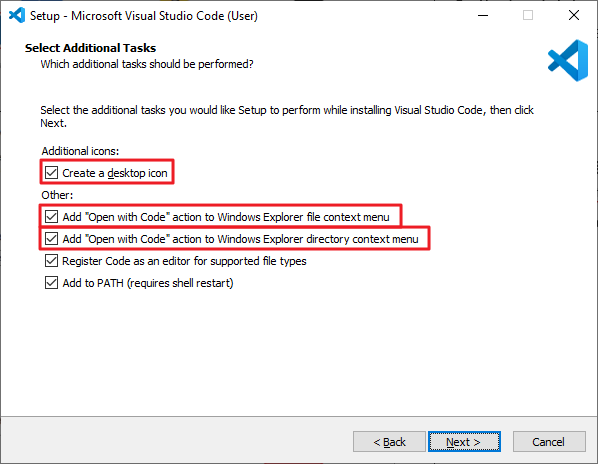 Setup - Microsoft Visual Studio Code (User)
Select Additional Tasks
Which additional tasks should be performed?
Select the additional tasks you would like Setup to perform while installing Visual Studio Code, then click
Next.
Additional icons:
Create a desktop icon
Other:
Add "Open with Code" action to Windows Explorer file context menu
Add "Open with Code" action to Windows Explorer directory context menu
Register Code as an editor for supported file types
Add to PATH (requires shell restart)
< Back Next > Cancel